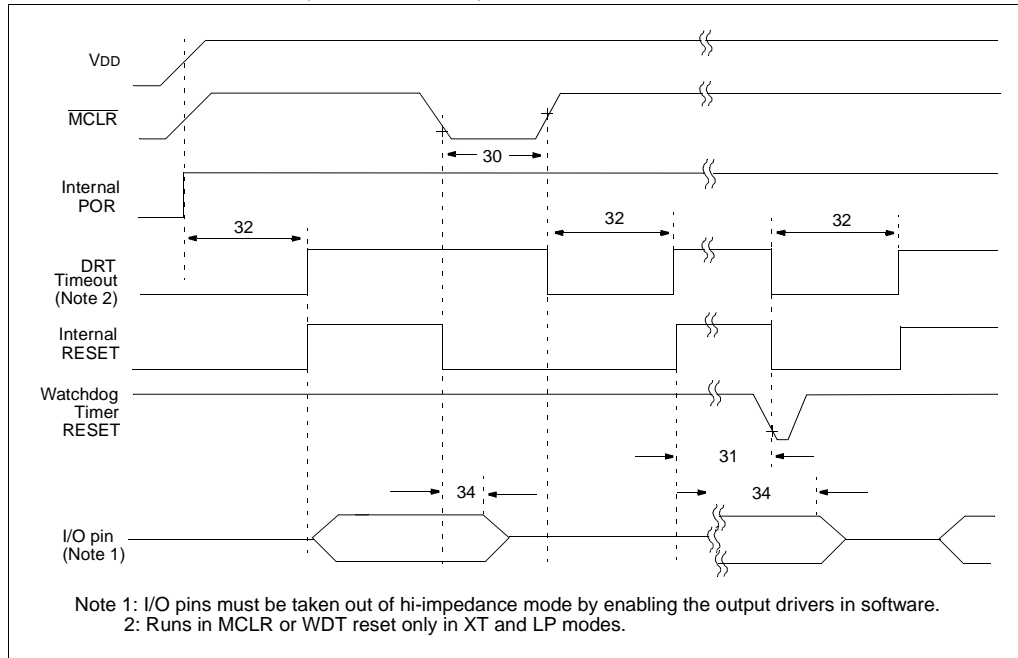 VDD
MCLR
30
Internal
POR
32
32
32
DRT
Timeout
(Note 2)
Internal
RESET
Watchdog
Timer
RESET
31
34
34
I/O pin
(Note 1)
Note 1: I/O pins must be taken out of hi-impedance mode by enabling the output drivers in software.
2: Runs in MCLR or WDT reset only in XT and LP modes.